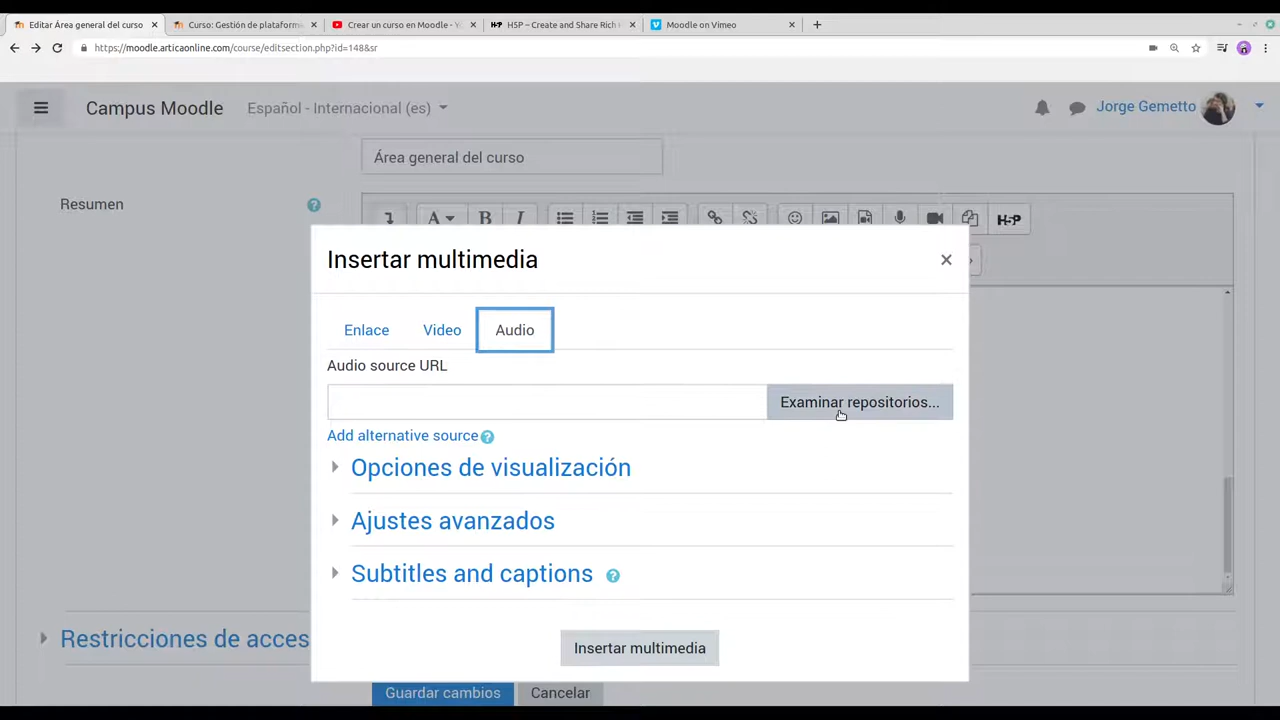 Editar Área general del c
Curso: Gestión de plataform
Crear un curso en Moodle - Y
H5P – Create and Share Rich
Moodle on Vimeo
https://moodle.articaonline.com/course/editsection.php?id=148&sr
Campus Moodle
Español - Internacional (es)
Jorge Gemetto
Área general del curso
Resumen
A B I H5P
Insertar multimedia
Enlace
Video
Audio
Audio source URL
Examinar repositorios...
Add alternative source
Opciones de visualización
Ajustes avanzados
Subtitles and captions
Restricciones de acces
Insertar multimedia
Guardar cambios
Cancelar